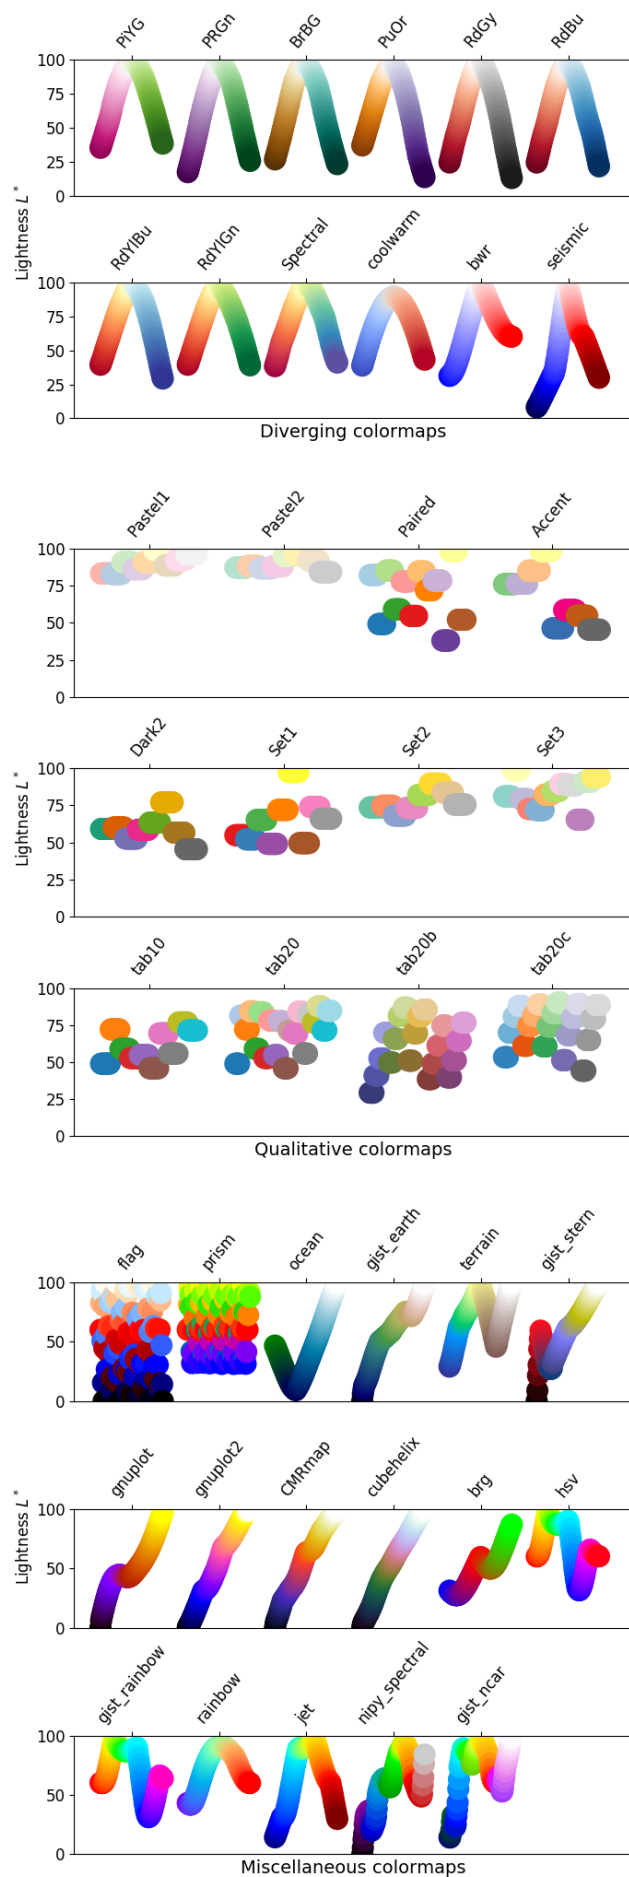 PiYG PRGn BrBG PuOr RdGy RdBu
100
75
50
25
0
Lightness L*
RdYlBu RdYlGn Spectral coolwarm bwr seismic
100
75
50
25
0
Diverging colormaps
Pastel1 Pastel2 Paired Accent
100
75
50
25
0
Dark2 Set1 Set2 Set3
100
75
50
25
0
Lightness L*
tab10 tab20 tab20b tab20c
100
75
50
25
0
Qualitative colormaps
flag prism ocean gist_earth terrain gist_stern
100
50
0
gnuplot gnuplot2 CMRmap cubehelix brg hsv
100
50
0
Lightness L*
gist_rainbow rainbow jet nipy_spectral gist_ncar
100
50
0
Miscellaneous colormaps